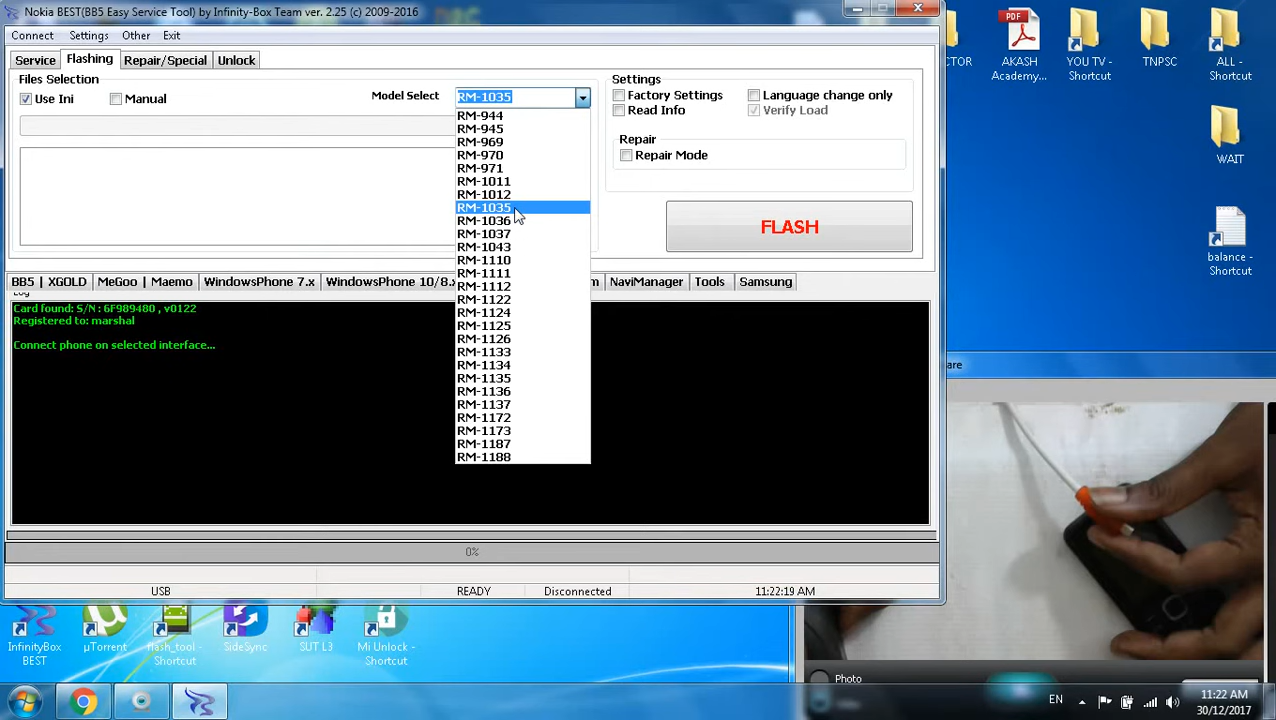 Nokia BEST(BB5 Easy Service Tool) by Infinity-Box Team ver. 2.25 (c) 2009-2016
Connect Settings Other Exit
Service Flashing Repair/Special Unlock
Files Selection
Use Ini Manual Model Select RM-1035
RM-944
RM-945
RM-969
RM-970
RM-971
RM-1011
RM-1012
RM-1035
RM-1036
RM-1037
RM-1043
RM-1110
RM-1111
RM-1112
RM-1122
RM-1124
RM-1125
RM-1126
RM-1133
RM-1134
RM-1135
RM-1136
RM-1137
RM-1172
RM-1173
RM-1187
RM-1188
Settings
Factory Settings Language change only
Read Info Verify Load
Repair
Repair Mode
FLASH
BB5 | XGOLD MeGoo | Maemo WindowsPhone 7.x WindowsPhone 10/8.x NaviManager Tools Samsung
Log
Card found: S/N : 6F989480 , v0122
Registered to: marshal
Connect phone on selected interface...
0%
USB READY Disconnected 11:22:19 AM
PDF
AKASH
Academy...
YOU TV -
Shortcut
TNPSC
ALL -
Shortcut
WAIT
balance -
Shortcut
are
InfinityBox
BEST
µTorrent
flash_tool -
Shortcut
SideSync
SUT L3
Mi Unlock -
Shortcut
Photo
EN
11:22 AM
30/12/2017